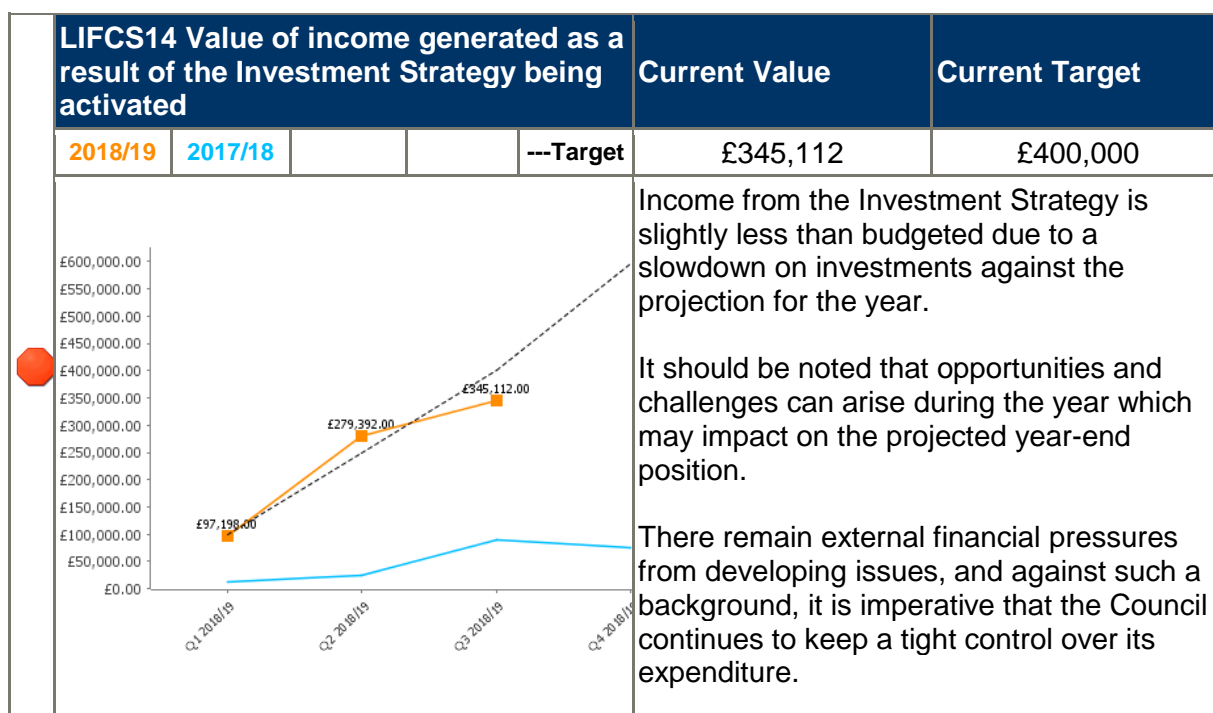 LIFCS14 Value of income generated as a
result of the Investment Strategy being
activated
Current Value
Current Target
2018/19
2017/18
---Target
£345,112
£400,000
£600,000.00
£550,000.00
£500,000.00
£450,000.00
£400,000.00
£350,000.00
£300,000.00
£250,000.00
£200,000.00
£150,000.00
£100,000.00
£50,000.00
£0.00
£97,198.00
£279,392.00
£345,112.00
Q1 2018/19
Q2 2018/19
Q3 2018/19
Q4 2018/19
Income from the Investment Strategy is
slightly less than budgeted due to a
slowdown on investments against the
projection for the year.
It should be noted that opportunities and
challenges can arise during the year which
may impact on the projected year-end
position.
There remain external financial pressures
from developing issues, and against such a
background, it is imperative that the Council
continues to keep a tight control over its
expenditure.